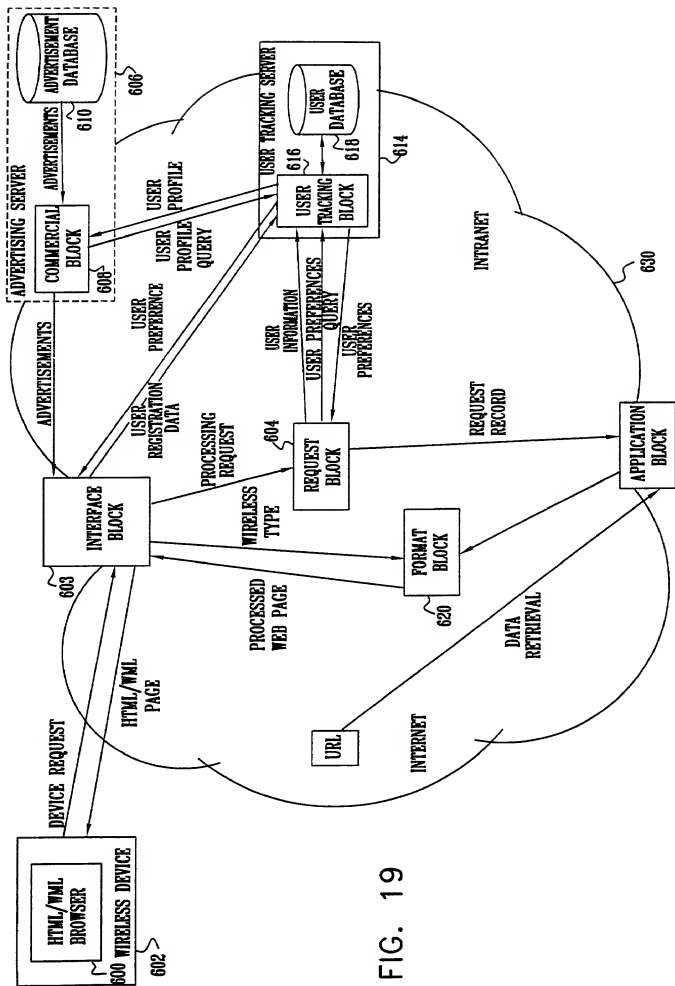 ADVERTISING SERVER
COMMERCIAL
BLOCK
608
ADVERTISEMENTS
ADVERTISEMENT
DATABASE
610
606
USER TRACKING SERVER
USER
TRACKING
BLOCK
616
USER
DATABASE
618
614
USER
PROFILE
USER
PROFILE
QUERY
ADVERTISEMENTS
USER
PREFERENCE
USER
REGISTRATION
DATA
INTERFACE
BLOCK
603
DEVICE REQUEST
HTML/WML
PAGE
HTML/WML
BROWSER
600
WIRELESS DEVICE
602
PROCESSING
REQUEST
WIRELESS
TYPE
PROCESSED
WEB PAGE
604
REQUEST
BLOCK
USER
INFORMATION
USER PREFERENCES
QUERY
USER
PREFERENCES
FORMAT
BLOCK
620
REQUEST
RECORD
APPLICATION
BLOCK
DATA
RETRIEVAL
URL
INTERNET
INTRANET
630
FIG. 19